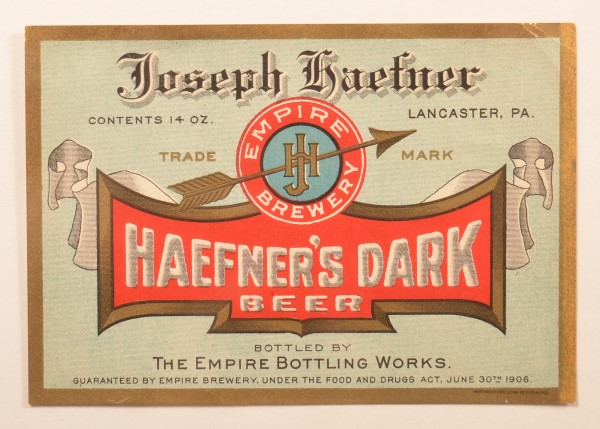 Joseph Haefner
CONTENTS 14 OZ.
LANCASTER, PA.
EMPIRE
TRADE
MARK
JH
BREWERY
HAEFNER'S DARK
BEER
BOTTLED BY
THE EMPIRE BOTTLING WORKS.
GUARANTEED BY EMPIRE BREWERY, UNDER THE FOOD AND DRUGS ACT, JUNE 30TH 1906.